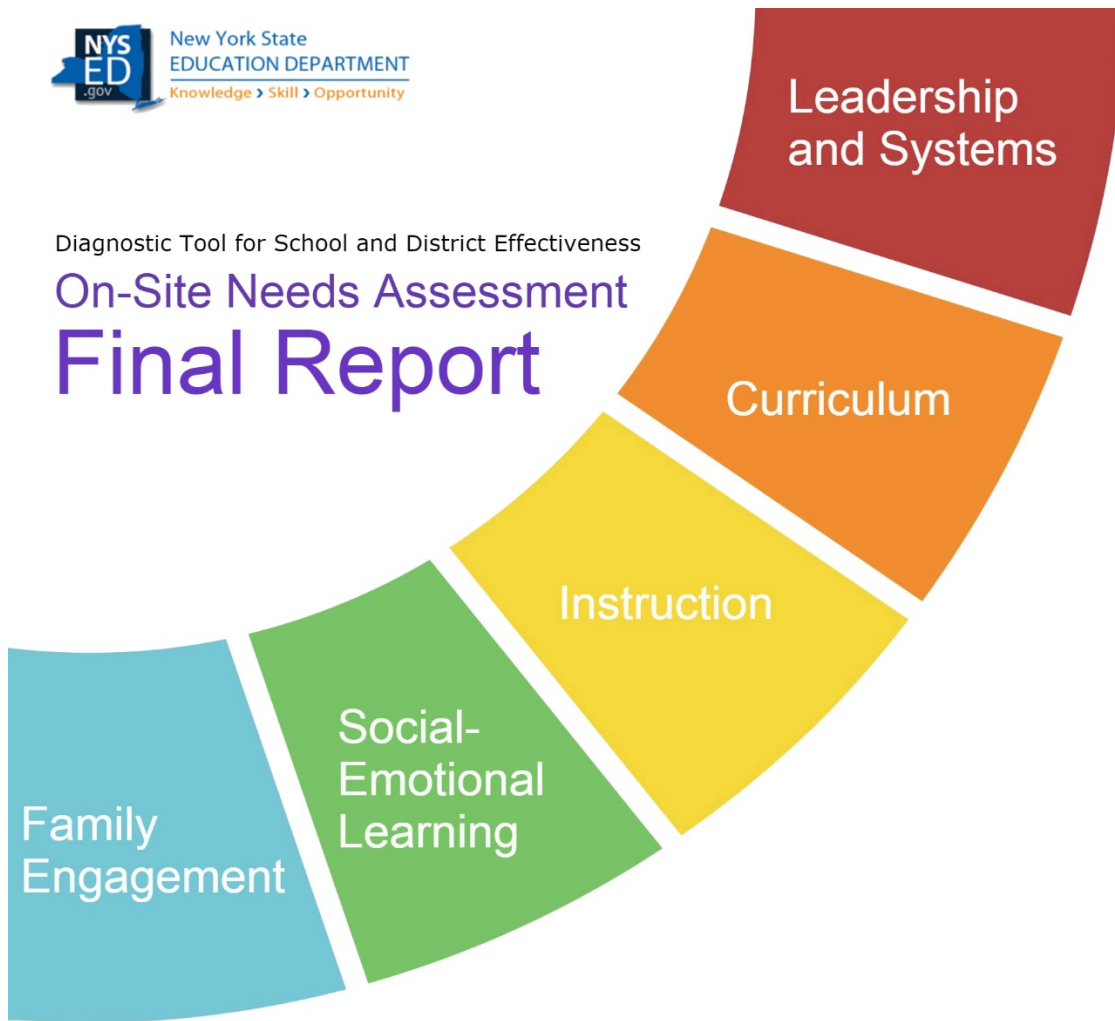 NYS
ED
.gov
New York State
EDUCATION DEPARTMENT
Knowledge › Skill › Opportunity
Diagnostic Tool for School and District Effectiveness
On-Site Needs Assessment
Final Report
Leadership
and Systems
Curriculum
Instruction
Social-
Emotional
Learning
Family
Engagement